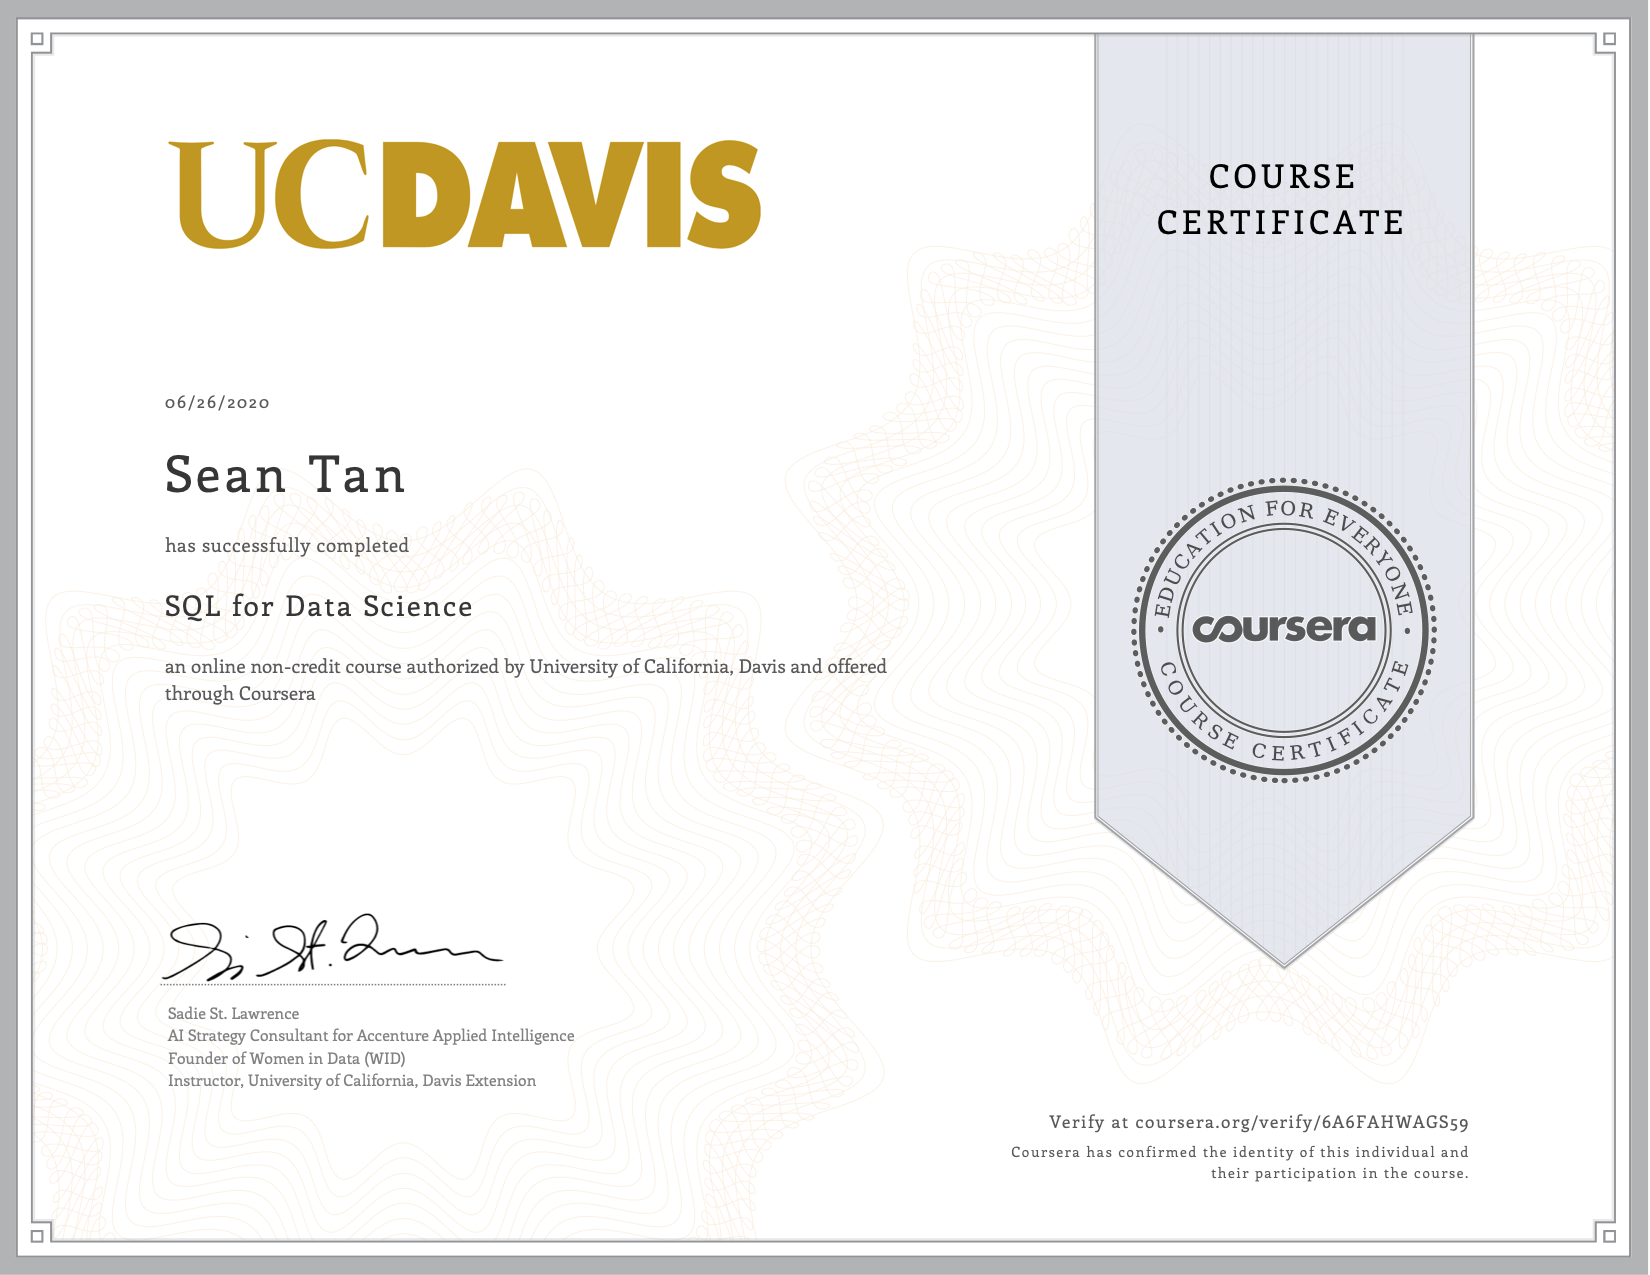 UCDAVIS
COURSE
CERTIFICATE
06/26/2020
Sean Tan
has successfully completed
SQL for Data Science
an online non-credit course authorized by University of California, Davis and offered
through Coursera
EDUCATION FOR EVERYONE
coursera
COURSE CERTIFICATE
Sadie St. Lawrence
AI Strategy Consultant for Accenture Applied Intelligence
Founder of Women in Data (WID)
Instructor, University of California, Davis Extension
Verify at coursera.org/verify/6A6FAHWAGS59
Coursera has confirmed the identity of this individual and
their participation in the course.